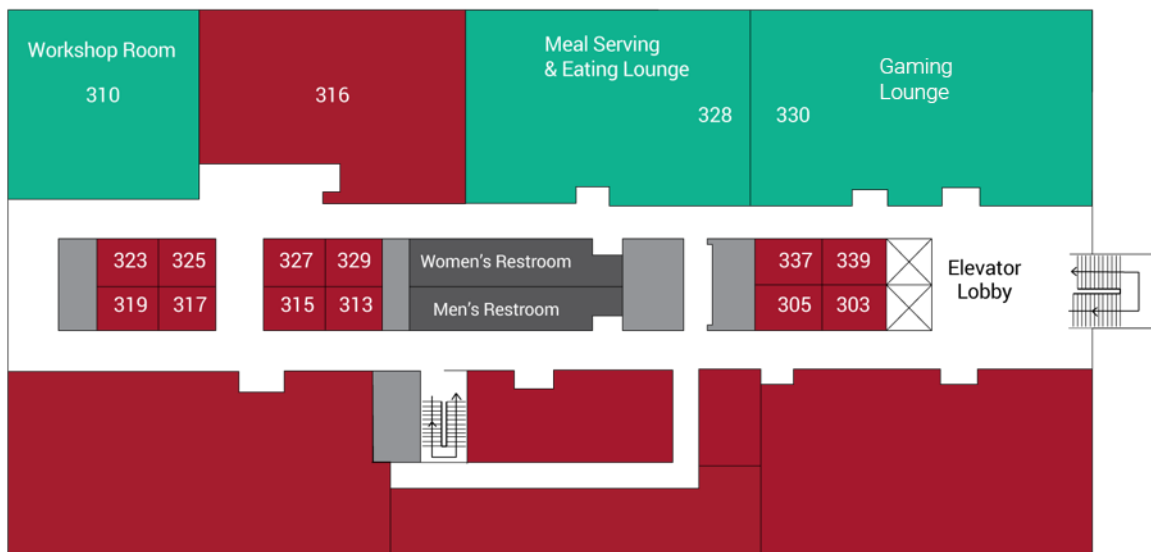 Workshop Room
310
316
Meal Serving
& Eating Lounge
328
330
Gaming
Lounge
323 325
327 329
Women's Restroom
337 339
319 317
315 313
Men's Restroom
305 303
Elevator
Lobby